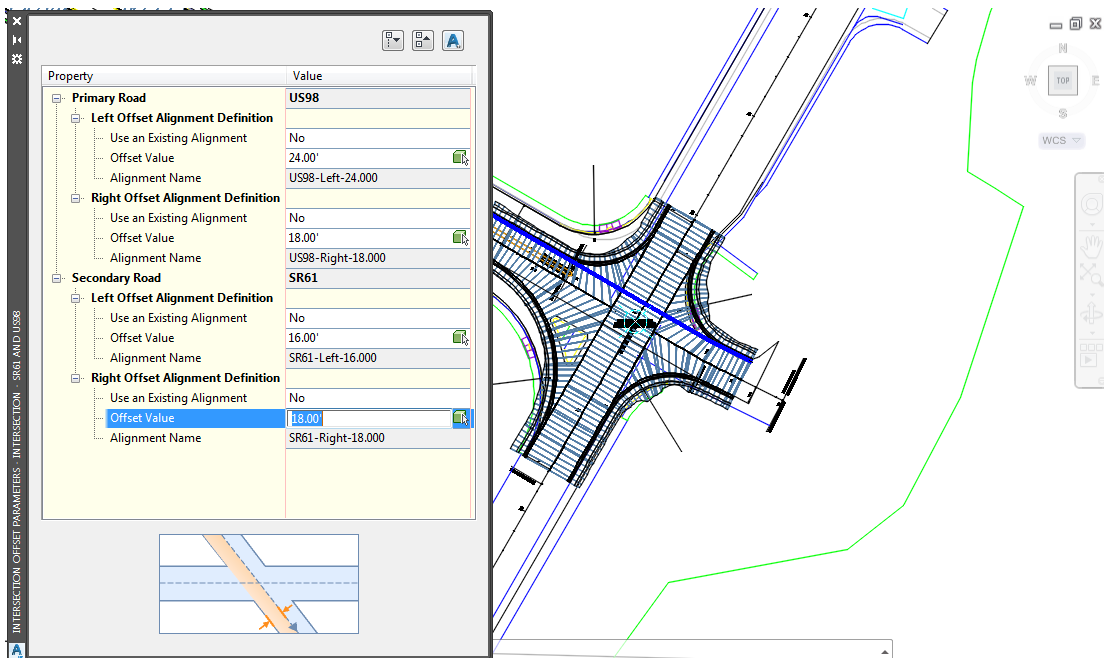 Property Value
Primary Road US98
Left Offset Alignment Definition
Use an Existing Alignment No
Offset Value 24.00'
Alignment Name US98-Left-24.000
Right Offset Alignment Definition
Use an Existing Alignment No
Offset Value 18.00'
Alignment Name US98-Right-18.000
Secondary Road SR61
Left Offset Alignment Definition
Use an Existing Alignment No
Offset Value 16.00'
Alignment Name SR61-Left-16.000
Right Offset Alignment Definition
Use an Existing Alignment No
Offset Value 18.00'
Alignment Name SR61-Right-18.000
INTERSECTION OFFSET PARAMETERS - INTERSECTION - SR61 AND US98
N
W TOP E
S
WCS